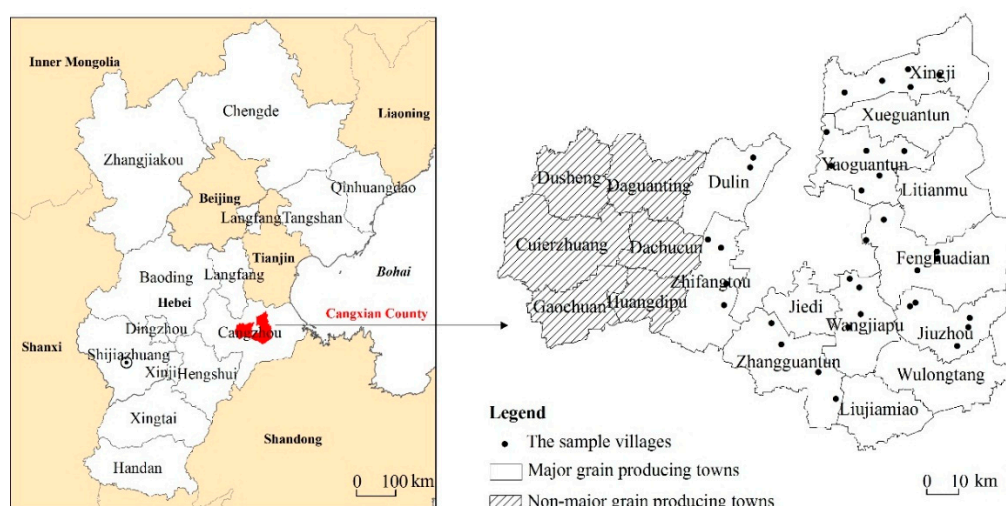 Inner Mongolia
Chengde
Liaoning
Zhangjiakou
Qinhuangdao
Beijing
Langfang
Tangshan
Tianjin
Baoding
Langfang
Bohai
Hebei
Cangxian County
Dingzhou
Cangzhou
Shanxi
Shijiazhuang
Xinji
Hengshui
Xingtai
Shandong
Handan
0 100 km
Xingji
Xueguantun
Yaoguantun
Dusheng
Daguanting
Dulin
Litianmu
Cuierzhuang
Dachucun
Fenghuadian
Zhifangtou
Gaochuan
Huangdipu
Jiedi
Wangjiapu
Jiuzhou
Zhangguantun
Wulongtang
Liujiamiao
Legend
The sample villages
Major grain producing towns
Non-major grain producing towns
0 10 km